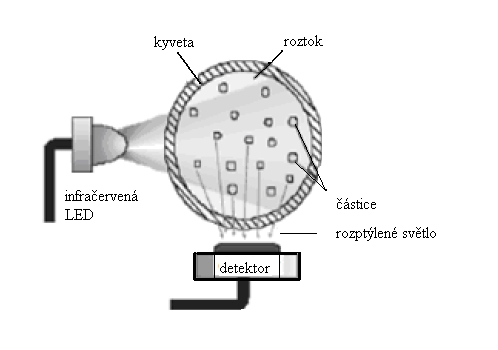 kyveta
roztok
infračervená
LED
částice
rozptýlené světlo
detektor